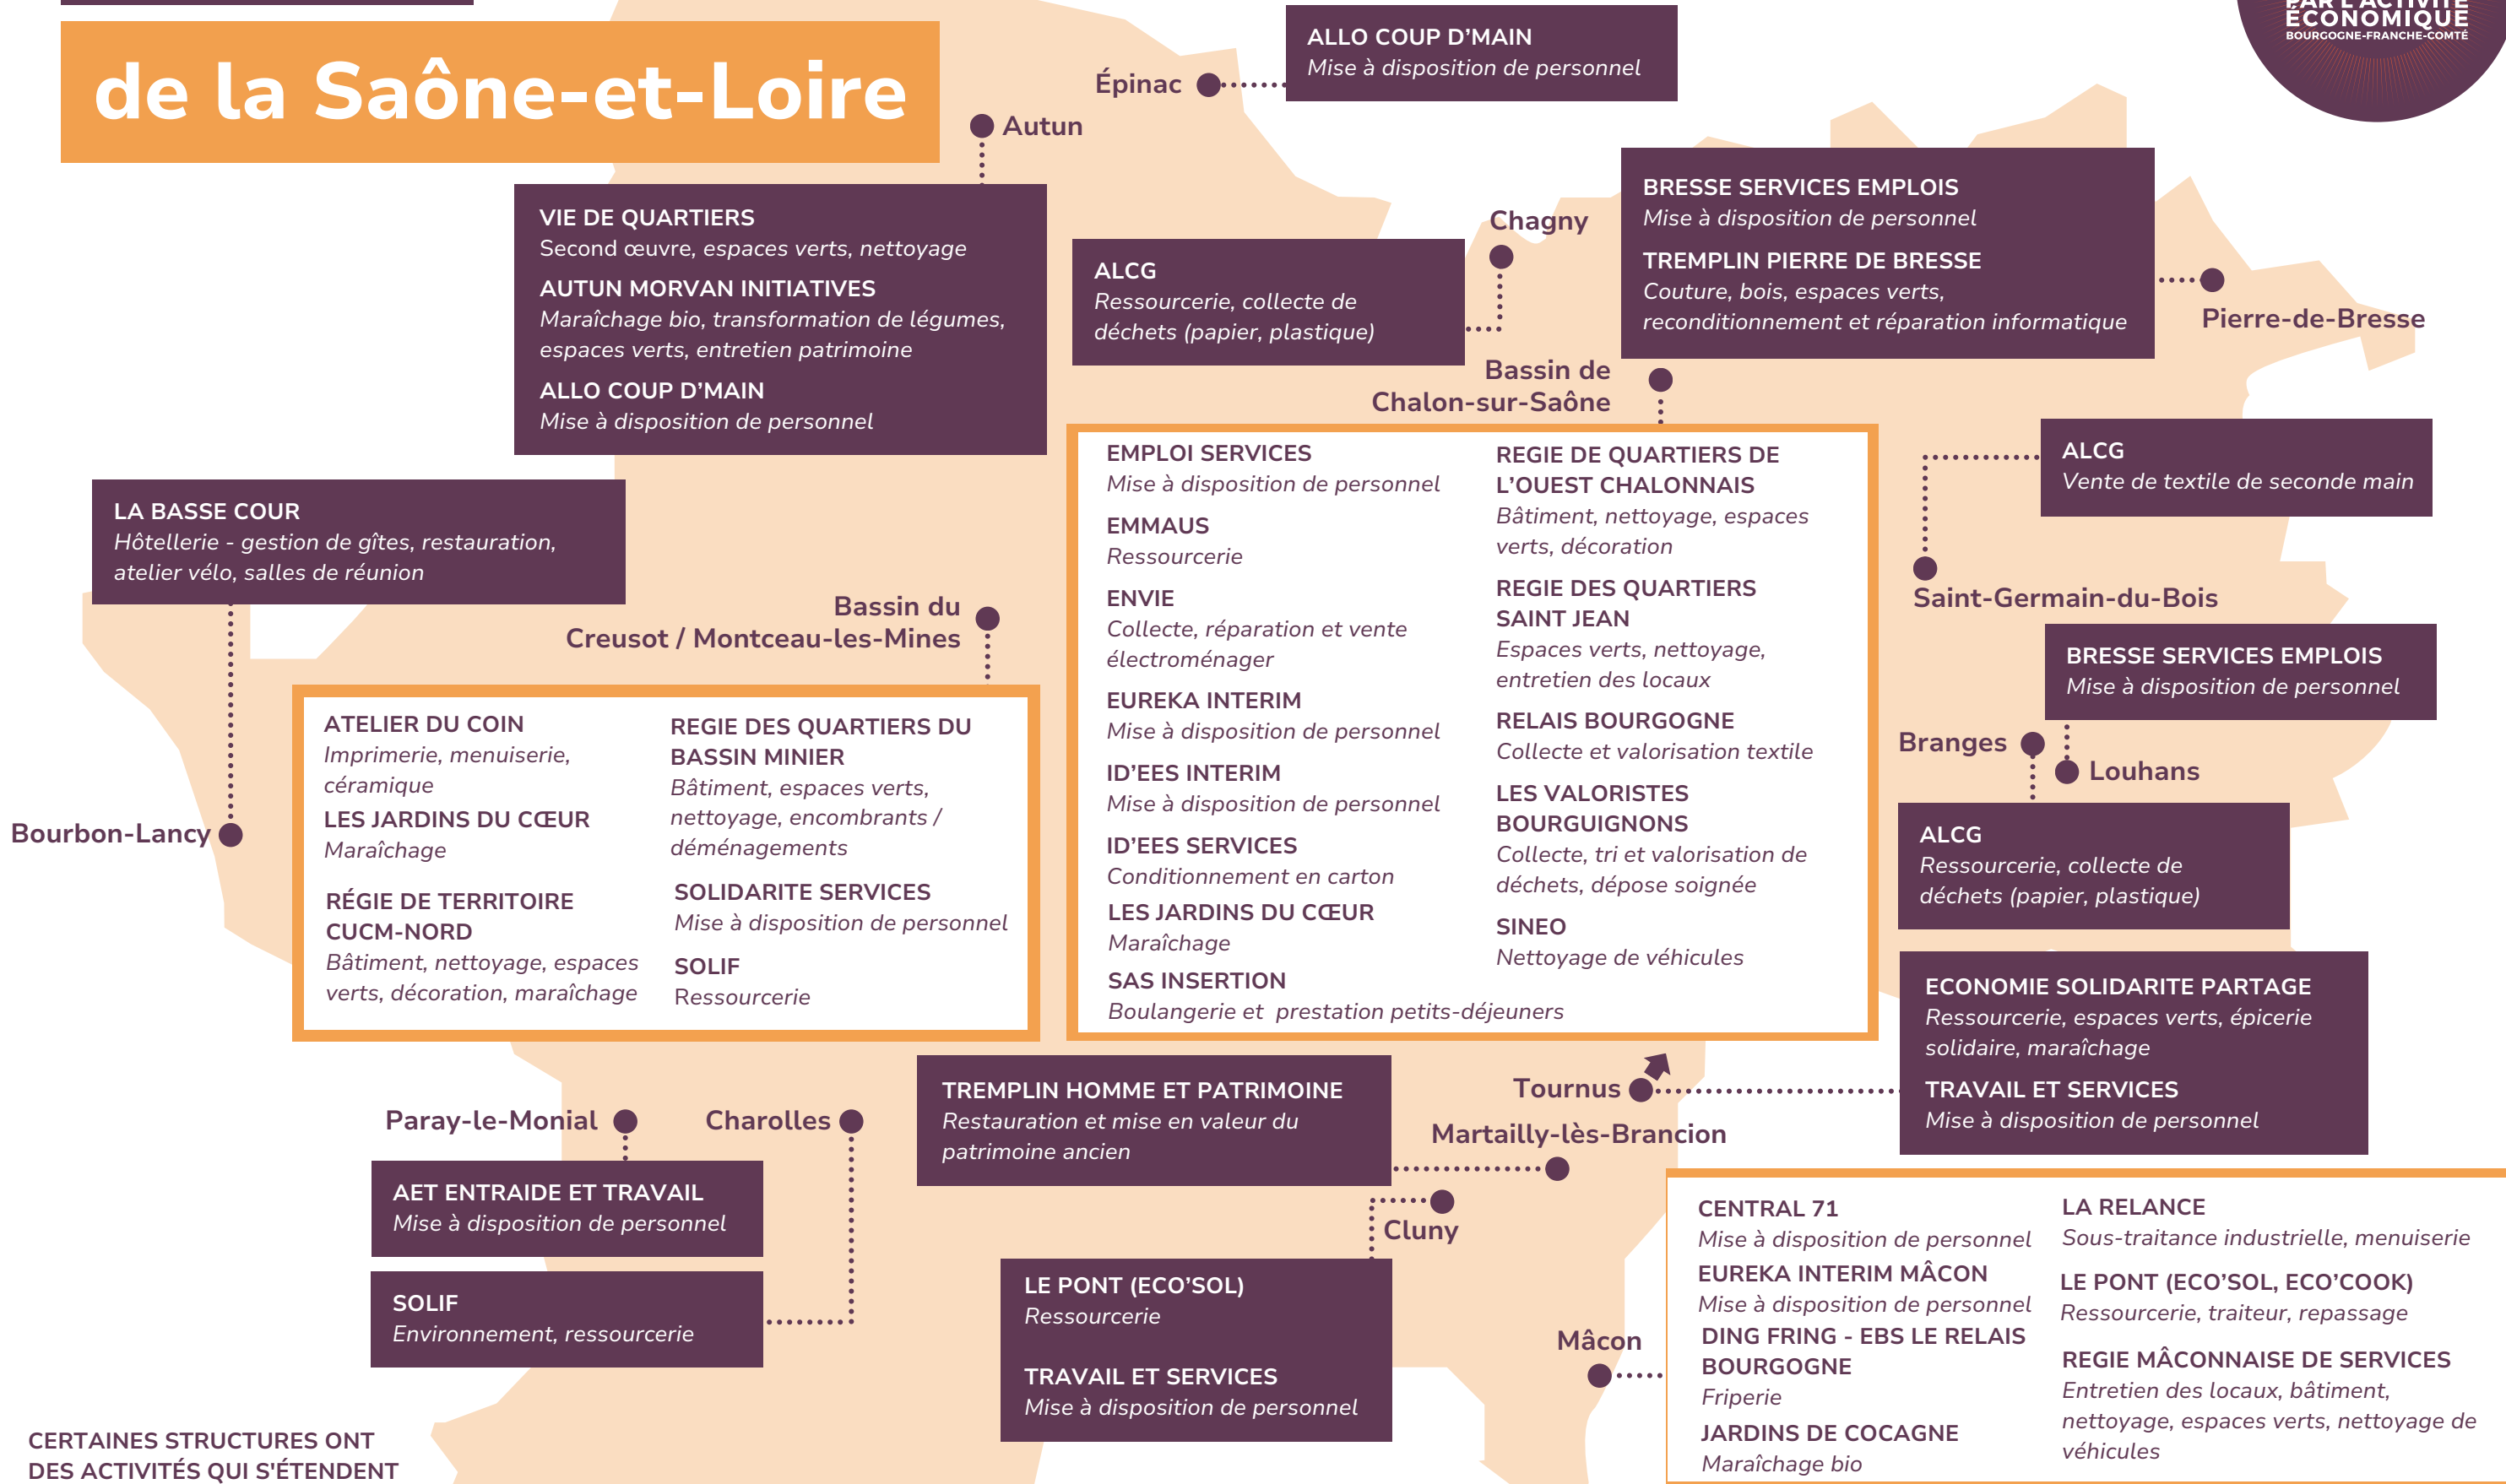 de la Saône-et-Loire
PAR L'ACTIVITÉ
ÉCONOMIQUE
BOURGOGNE-FRANCHE-COMTÉ
Épinac
ALLO COUP D'MAIN
Mise à disposition de personnel
Autun
VIE DE QUARTIERS
Second œuvre, espaces verts, nettoyage
AUTUN MORVAN INITIATIVES
Maraîchage bio, transformation de légumes,
espaces verts, entretien patrimoine
ALLO COUP D'MAIN
Mise à disposition de personnel
Chagny
ALCG
Ressourcerie, collecte de
déchets (papier, plastique)
BRESSE SERVICES EMPLOIS
Mise à disposition de personnel
TREMPLIN PIERRE DE BRESSE
Couture, bois, espaces verts,
reconditionnement et réparation informatique
Pierre-de-Bresse
Bassin de
Chalon-sur-Saône
EMPLOI SERVICES
Mise à disposition de personnel
EMMAUS
Ressourcerie
ENVIE
Collecte, réparation et vente
électroménager
EUREKA INTERIM
Mise à disposition de personnel
ID'EES INTERIM
Mise à disposition de personnel
ID'EES SERVICES
Conditionnement en carton
LES JARDINS DU CŒUR
Maraîchage
SAS INSERTION
Boulangerie et prestation petits-déjeuners
REGIE DE QUARTIERS DE
L'OUEST CHALONNAIS
Bâtiment, nettoyage, espaces
verts, décoration
REGIE DES QUARTIERS
SAINT JEAN
Espaces verts, nettoyage,
entretien des locaux
RELAIS BOURGOGNE
Collecte et valorisation textile
LES VALORISTES
BOURGUIGNONS
Collecte, tri et valorisation de
déchets, dépose soignée
SINEO
Nettoyage de véhicules
ALCG
Vente de textile de seconde main
Saint-Germain-du-Bois
LA BASSE COUR
Hôtellerie - gestion de gîtes, restauration,
atelier vélo, salles de réunion
Bourbon-Lancy
Bassin du
Creusot / Montceau-les-Mines
ATELIER DU COIN
Imprimerie, menuiserie,
céramique
LES JARDINS DU CŒUR
Maraîchage
RÉGIE DE TERRITOIRE
CUCM-NORD
Bâtiment, nettoyage, espaces
verts, décoration, maraîchage
REGIE DES QUARTIERS DU
BASSIN MINIER
Bâtiment, espaces verts,
nettoyage, encombrants /
déménagements
SOLIDARITE SERVICES
Mise à disposition de personnel
SOLIF
Ressourcerie
BRESSE SERVICES EMPLOIS
Mise à disposition de personnel
Branges
Louhans
ALCG
Ressourcerie, collecte de
déchets (papier, plastique)
Tournus
ECONOMIE SOLIDARITE PARTAGE
Ressourcerie, espaces verts, épicerie
solidaire, maraîchage
TRAVAIL ET SERVICES
Mise à disposition de personnel
TREMPLIN HOMME ET PATRIMOINE
Restauration et mise en valeur du
patrimoine ancien
Martailly-lès-Brancion
Paray-le-Monial
Charolles
AET ENTRAIDE ET TRAVAIL
Mise à disposition de personnel
SOLIF
Environnement, ressourcerie
Cluny
LE PONT (ECO'SOL)
Ressourcerie
TRAVAIL ET SERVICES
Mise à disposition de personnel
Mâcon
CENTRAL 71
Mise à disposition de personnel
EUREKA INTERIM MÂCON
Mise à disposition de personnel
DING FRING - EBS LE RELAIS
BOURGOGNE
Friperie
JARDINS DE COCAGNE
Maraîchage bio
LA RELANCE
Sous-traitance industrielle, menuiserie
LE PONT (ECO'SOL, ECO'COOK)
Ressourcerie, traiteur, repassage
REGIE MÂCONNAISE DE SERVICES
Entretien des locaux, bâtiment,
nettoyage, espaces verts, nettoyage de
véhicules
CERTAINES STRUCTURES ONT
DES ACTIVITÉS QUI S'ÉTENDENT